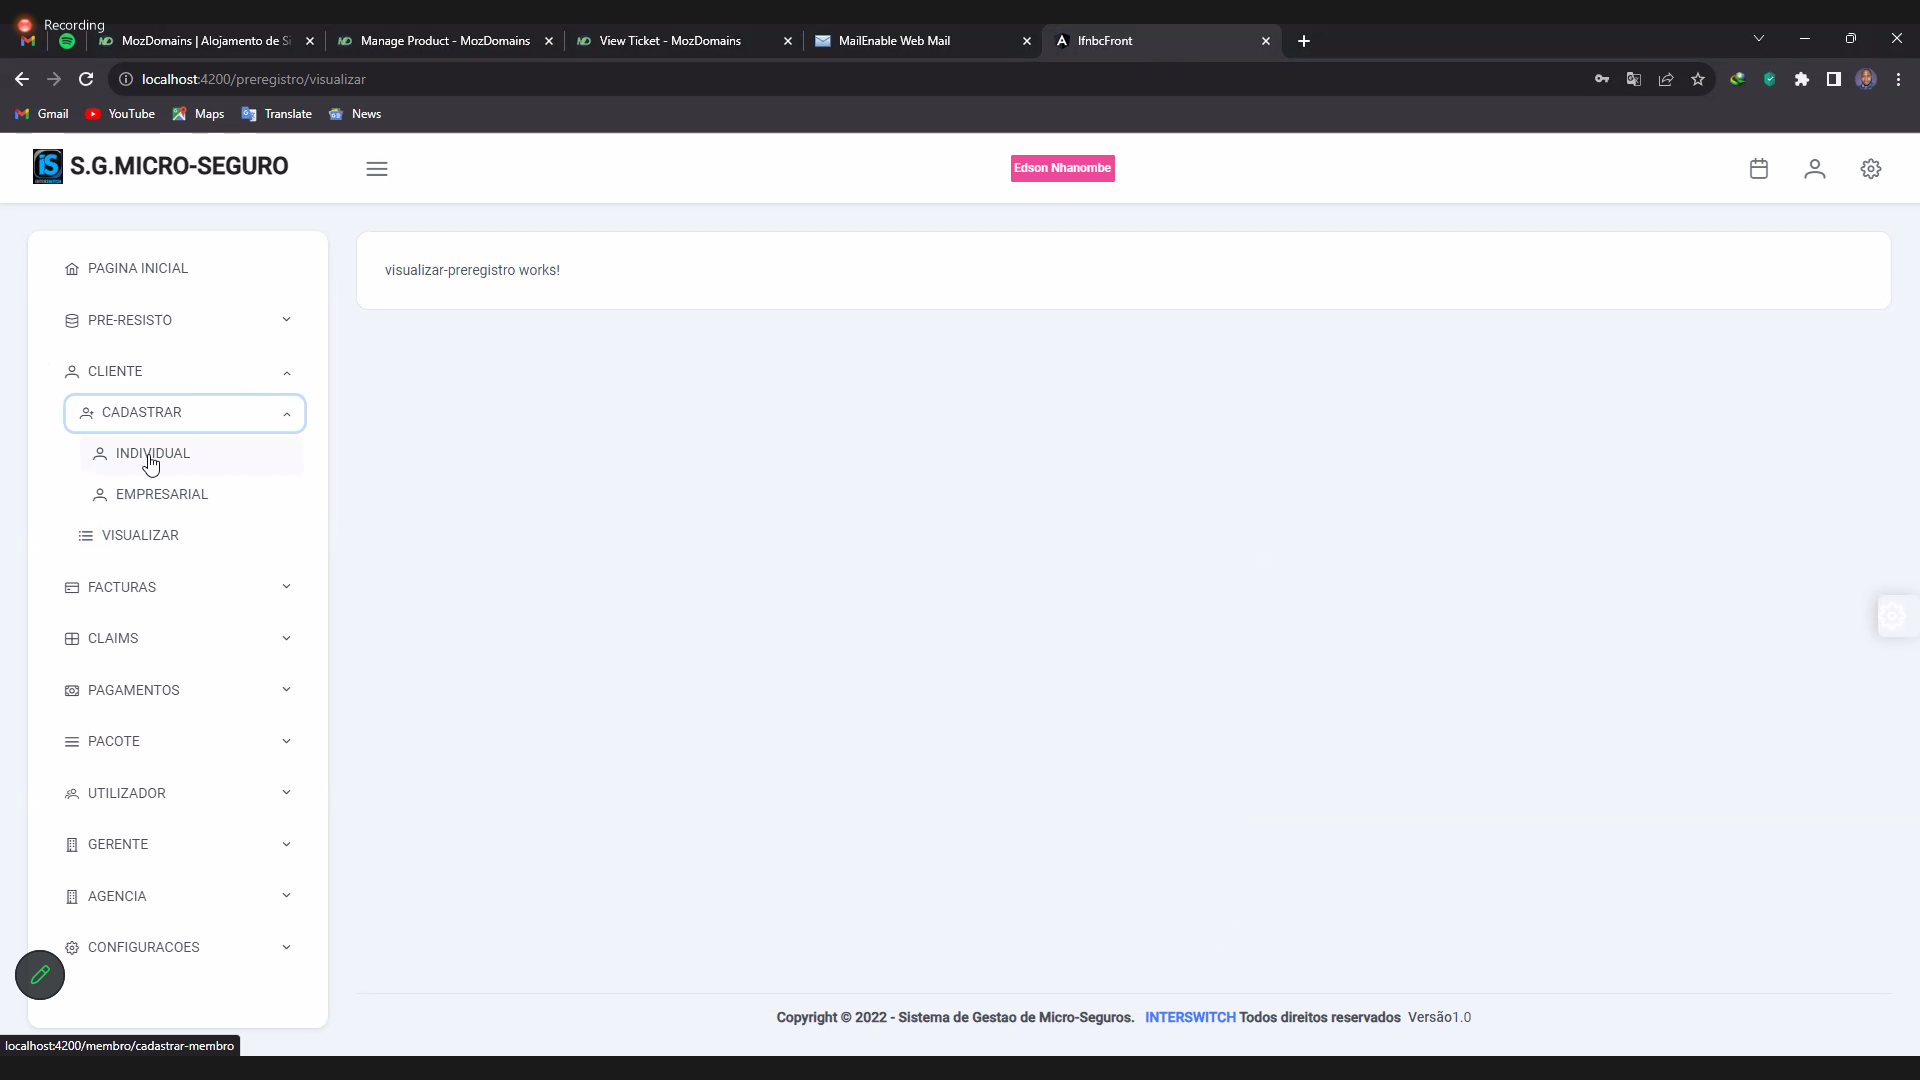 Recording
MozDomains | Alojamento de Si
Manage Product - MozDomains
View Ticket - MozDomains
MailEnable Web Mail
IfnbcFront
localhost:4200/preregistro/visualizar
Gmail
YouTube
Maps
Translate
News
iS
INTERSWITCH
S.G.MICRO-SEGURO
Edson Nhanombe
PAGINA INICIAL
PRE-RESISTO
CLIENTE
CADASTRAR
INDIVIDUAL
EMPRESARIAL
VISUALIZAR
FACTURAS
CLAIMS
PAGAMENTOS
PACOTE
UTILIZADOR
GERENTE
AGENCIA
CONFIGURACOES
visualizar-preregistro works!
Copyright © 2022 - Sistema de Gestao de Micro-Seguros. INTERSWITCH Todos direitos reservados Versão1.0
localhost:4200/membro/cadastrar-membro